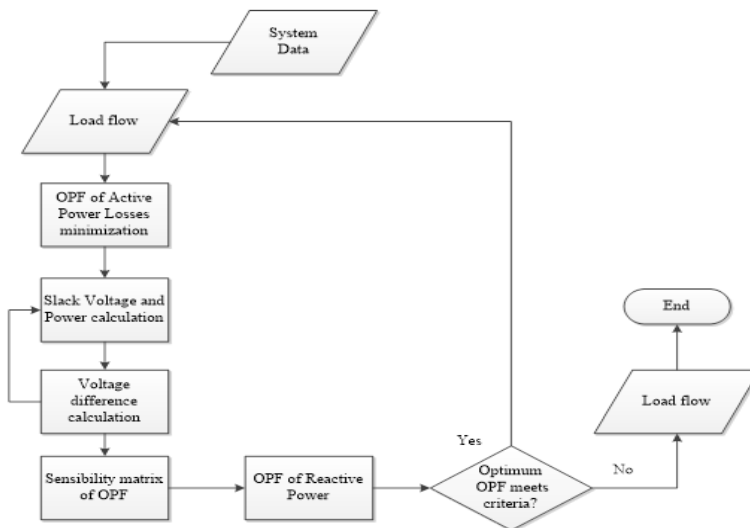 System
Data
Load flow
OPF of Active
Power Losses
minimization
Slack Voltage and
Power calculation
Voltage
difference
calculation
Sensibility matrix
of OPF
OPF of Reactive
Power
Optimum
OPF meets
criteria?
Yes
No
Load flow
End